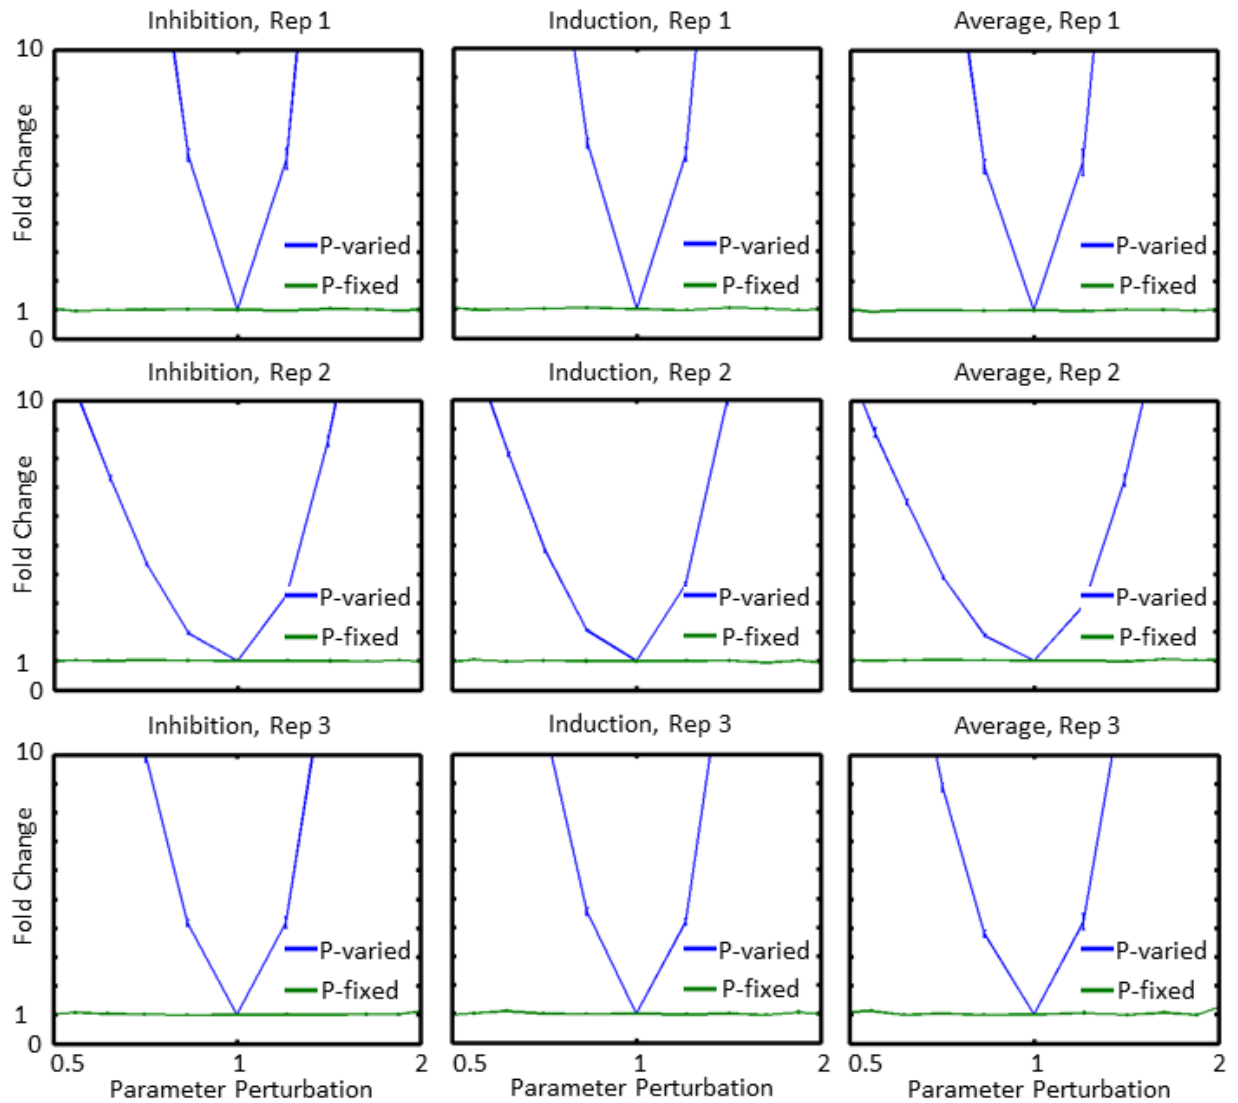 Inhibition, Rep 1
Induction, Rep 1
Average, Rep 1
10
Fold Change
P-varied
P-varied
P-varied
P-fixed
P-fixed
P-fixed
1
0
Inhibition, Rep 2
Induction, Rep 2
Average, Rep 2
10
Fold Change
P-varied
P-varied
P-varied
P-fixed
P-fixed
P-fixed
1
0
Inhibition, Rep 3
Induction, Rep 3
Average, Rep 3
10
Fold Change
P-varied
P-varied
P-varied
P-fixed
P-fixed
P-fixed
1
0
0.5 1 2
0.5 1 2
0.5 1 2
Parameter Perturbation
Parameter Perturbation
Parameter Perturbation